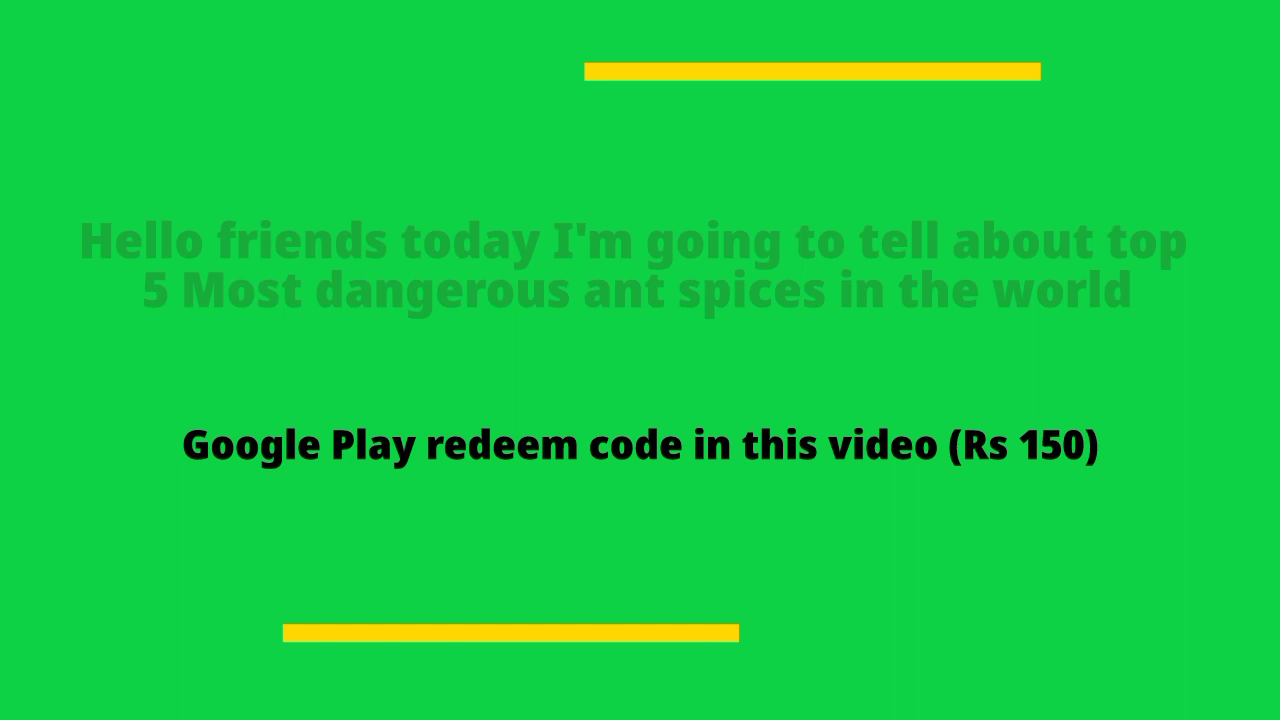 Hello friends today I'm going to tell about top
5 Most dangerous ant spices in the world
Google Play redeem code in this video (Rs 150)